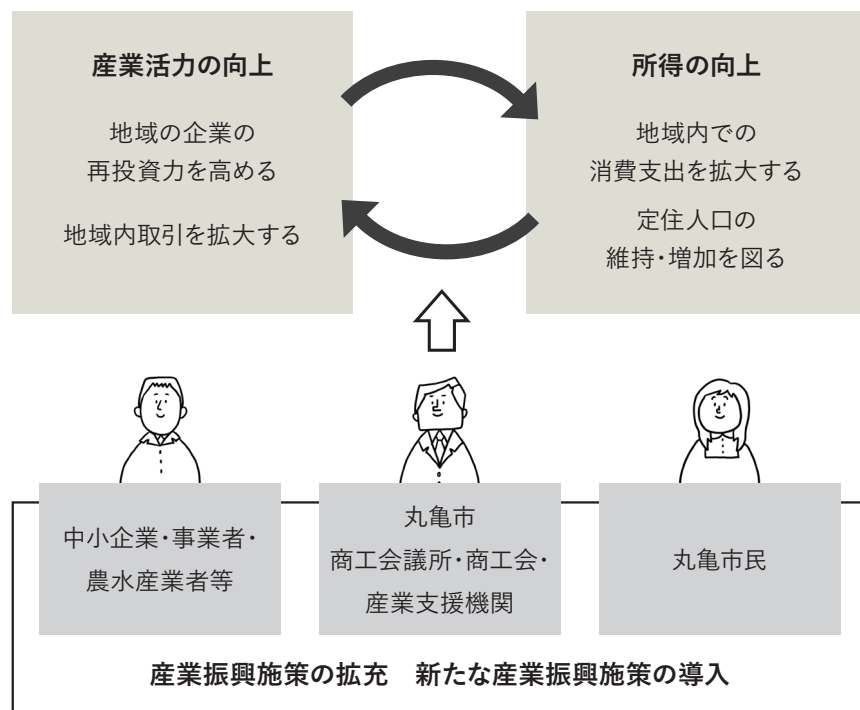 産業活力の向上
地域の企業の
再投資力を高める
地域内取引を拡大する
所得の向上
地域内での
消費支出を拡大する
定住人口の
維持・増加を図る
中小企業・事業者・
農水産業者等
丸亀市
商工会議所・商工会・
産業支援機関
丸亀市民
産業振興施策の拡充　新たな産業振興施策の導入